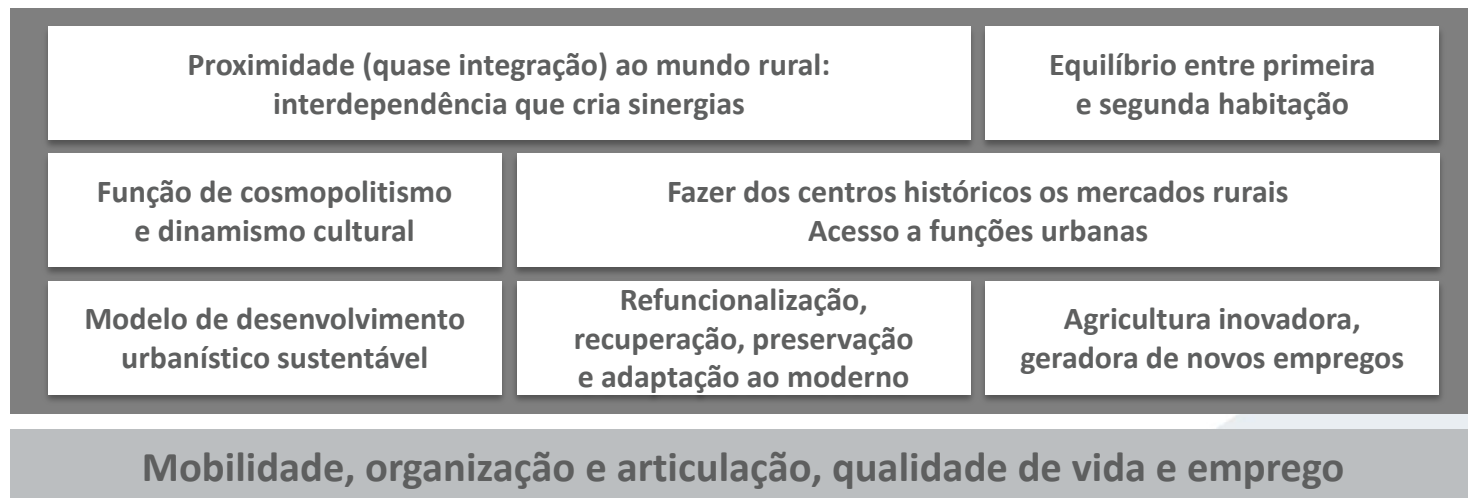 Proximidade (quase integração) ao mundo rural:
interdependência que cria sinergias
Equilíbrio entre primeira
e segunda habitação
Função de cosmopolitismo
e dinamismo cultural
Fazer dos centros históricos os mercados rurais
Acesso a funções urbanas
Modelo de desenvolvimento
urbanístico sustentável
Refuncionalização,
recuperação, preservação
e adaptação ao moderno
Agricultura inovadora,
geradora de novos empregos
Mobilidade, organização e articulação, qualidade de vida e emprego